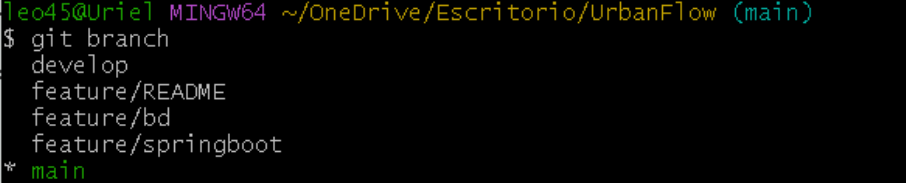 leo45@Uriel MINGW64 ~/OneDrive/Escritorio/UrbanFlow (main)
$ git branch
  develop
  feature/README
  feature/bd
  feature/springboot
* main